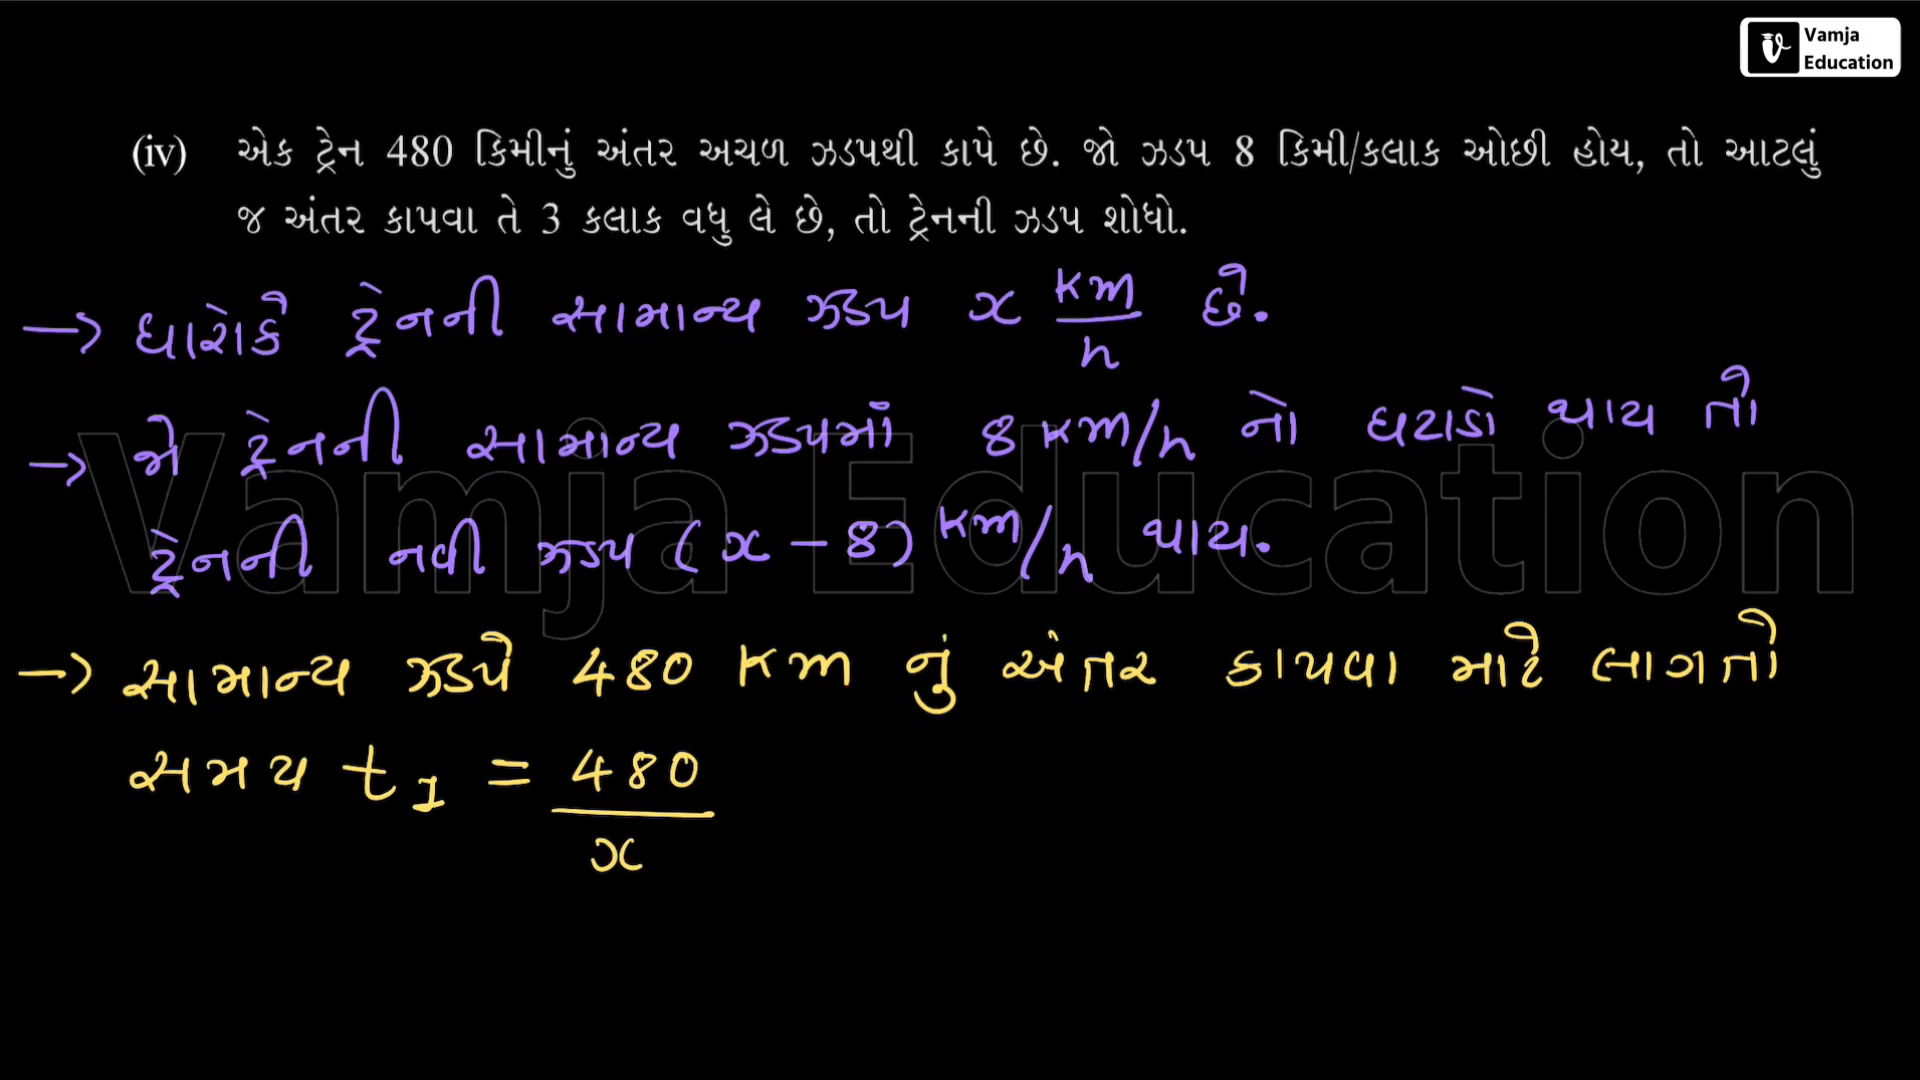 Vamja
Education
(iv) એક ટ્રેન 480 કિમીનું અંતર અચળ ઝડપથી કાપે છે. જો ઝડપ 8 કિમી/કલાક ઓછી હોય, તો આટલું
જ અંતર કાપવા તે 3 કલાક વધુ લે છે, તો ટ્રેનની ઝડપ શોધો.
→ ધારોકે ટ્રેનની સામાન્ય ઝડપ x km/h છે.
→ જો ટ્રેનની સામાન્ય ઝડપમાં 8 km/h નો ઘટાડો થાય તો
ટ્રેનની નવી ઝડપ (x - 8) km/h થાય.
→ સામાન્ય ઝડપે 480 km નું અંતર કાપવા માટે લાગતો
સમય t₁ = 480/x
Vamja Education